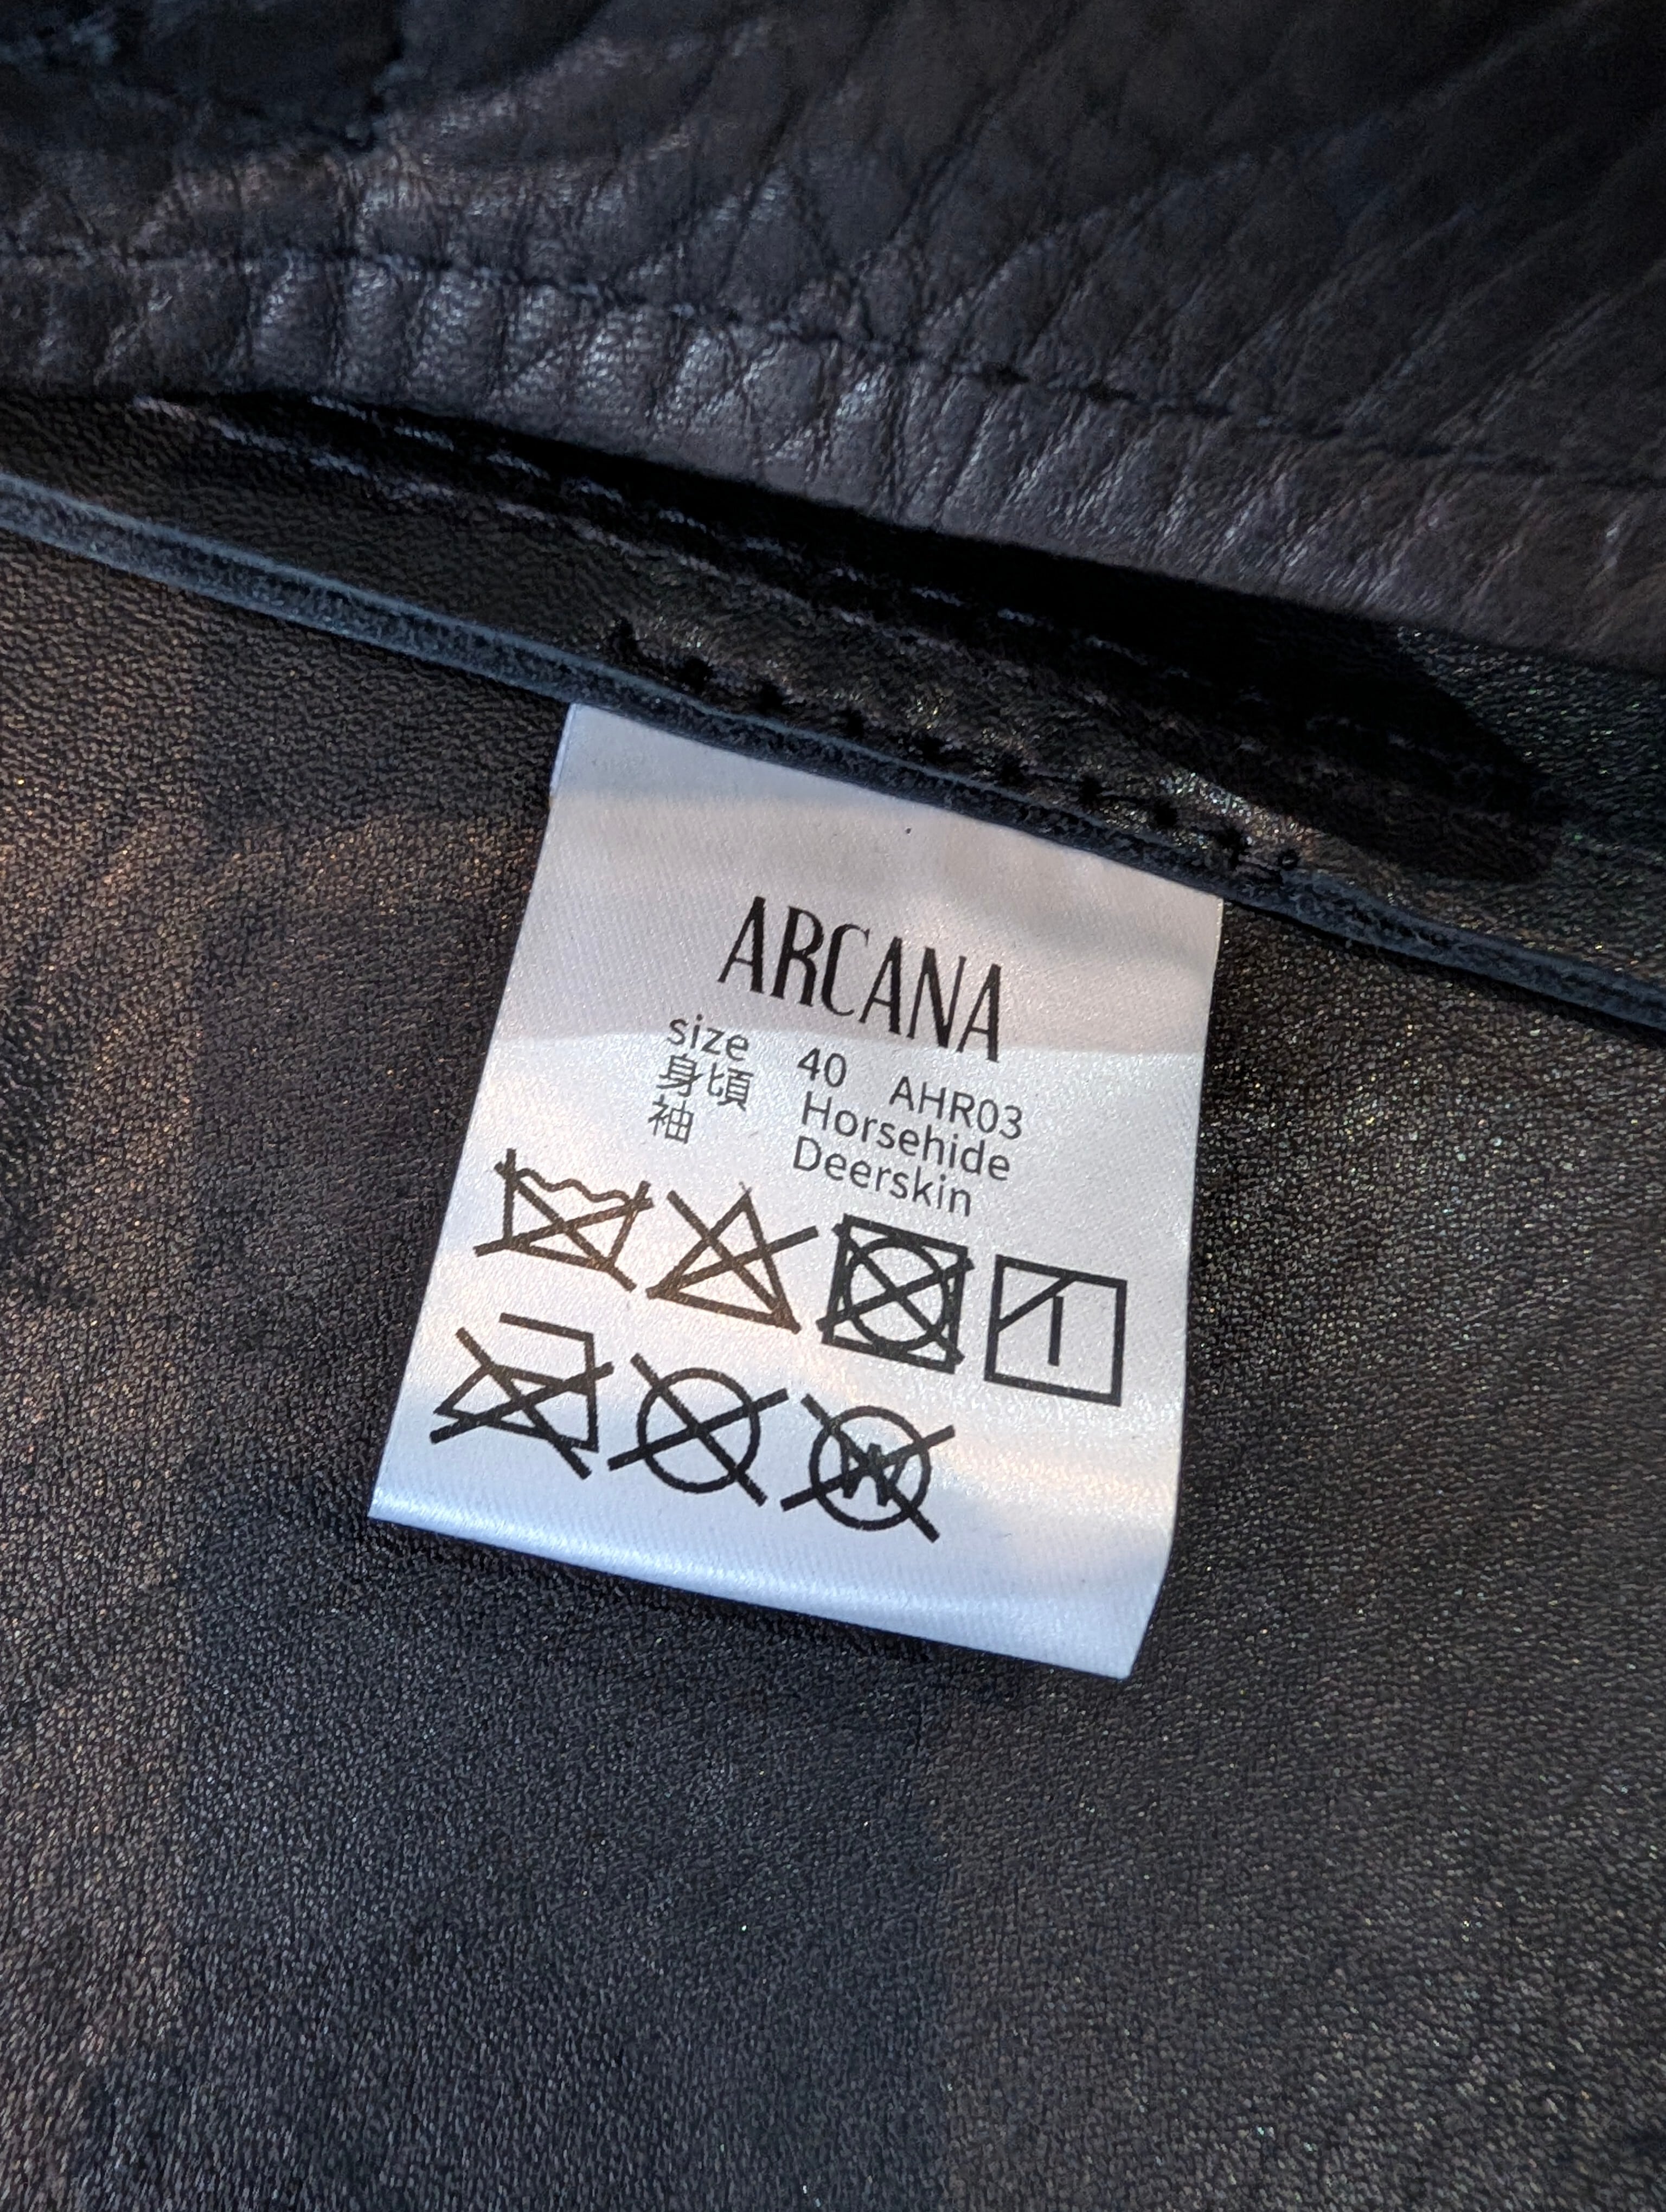 ARCANA
size 40 AHR03
身頃 Horsehide
袖 Deerskin
W